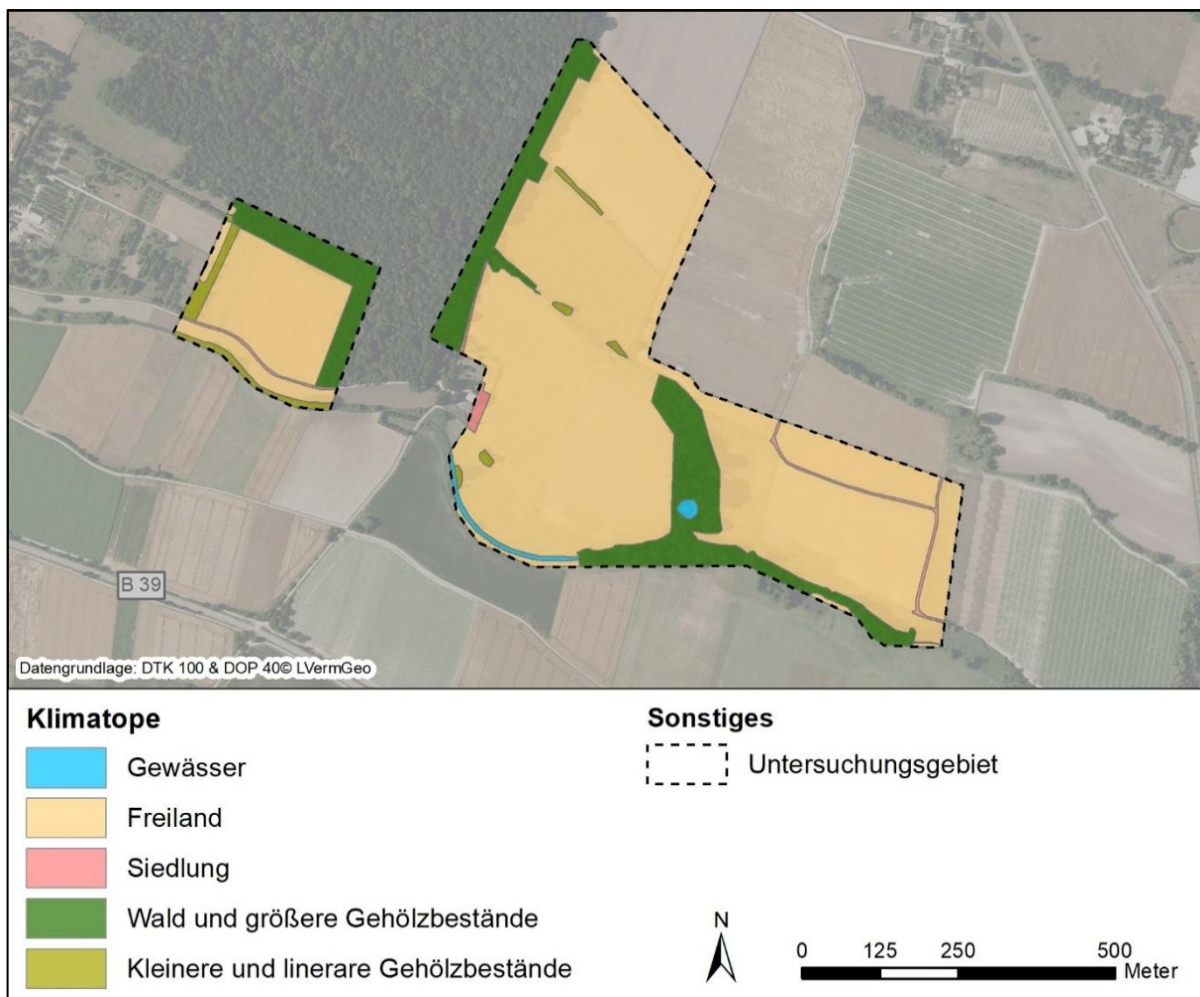 B 39
Datengrundlage: DTK 100 & DOP 40© LVermGeo
Klimatope
Gewässer
Freiland
Siedlung
Wald und größere Gehölzbestände
Kleinere und linerare Gehölzbestände
Sonstiges
Untersuchungsgebiet
N
0 125 250 500
Meter